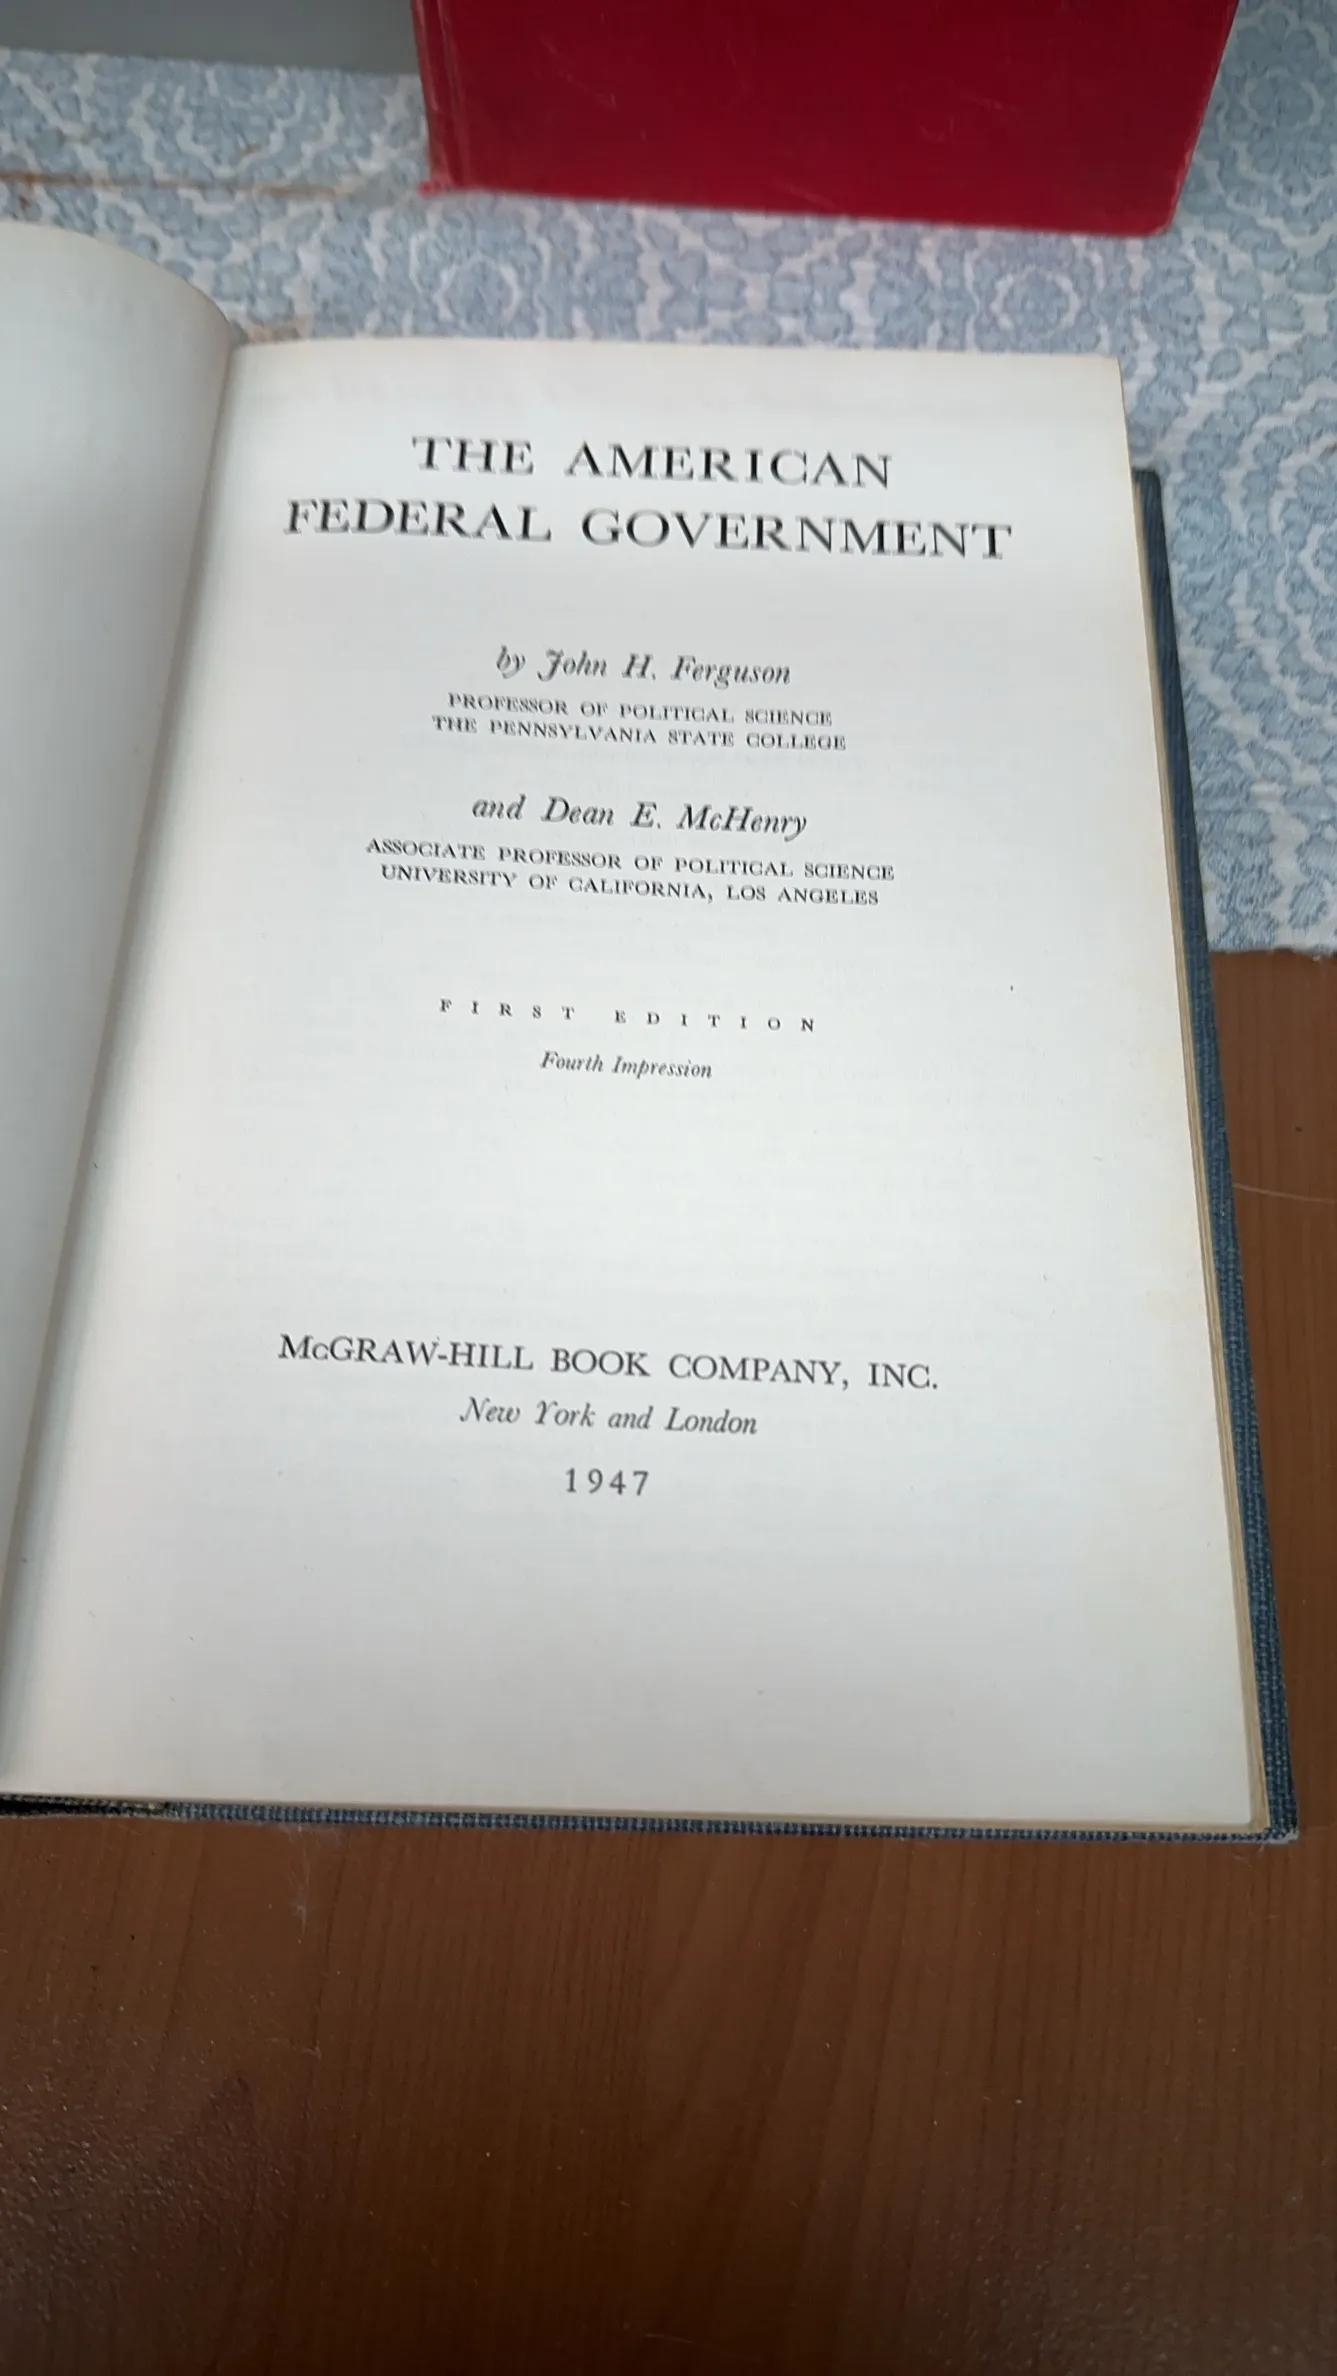 THE AMERICAN
FEDERAL GOVERNMENT
by John H. Ferguson
PROFESSOR OF POLITICAL SCIENCE
THE PENNSYLVANIA STATE COLLEGE
and Dean E. McHenry
ASSOCIATE PROFESSOR OF POLITICAL SCIENCE
UNIVERSITY OF CALIFORNIA, LOS ANGELES
FIRST EDITION
Fourth Impression
McGRAW-HILL BOOK COMPANY, INC.
New York and London
1947